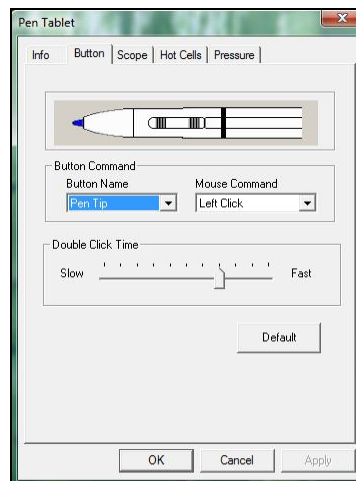 Pen Tablet
Info Button Scope Hot Cells Pressure
Button Command
Button Name Mouse Command
Pen Tip Left Click
Double Click Time
Slow Fast
Default
OK Cancel Apply